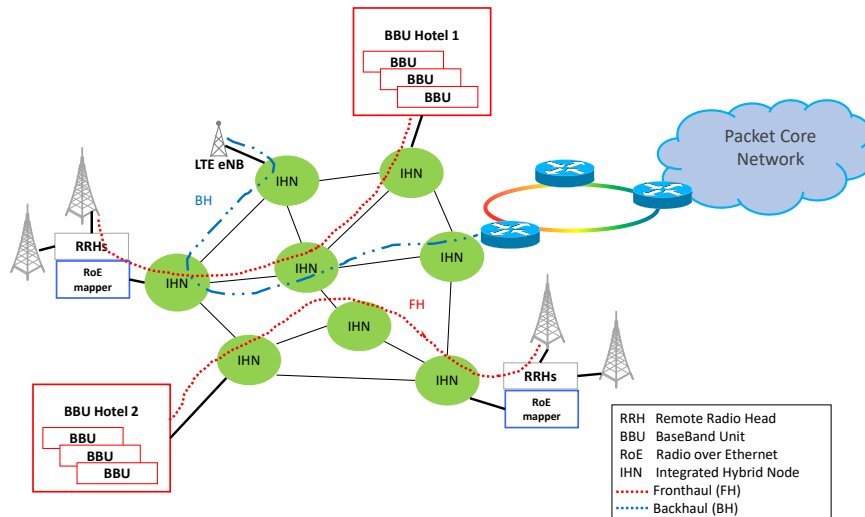 BBU Hotel 1
BBU
BBU
BBU
Packet Core
Network
LTE eNB
IHN
IHN
BH
RRHs
RoE
mapper
IHN
IHN
IHN
FH
IHN
IHN
IHN
RRHs
RoE
mapper
BBU Hotel 2
BBU
BBU
BBU
RRH Remote Radio Head
BBU BaseBand Unit
RoE Radio over Ethernet
IHN Integrated Hybrid Node
Fronthaul (FH)
Backhaul (BH)